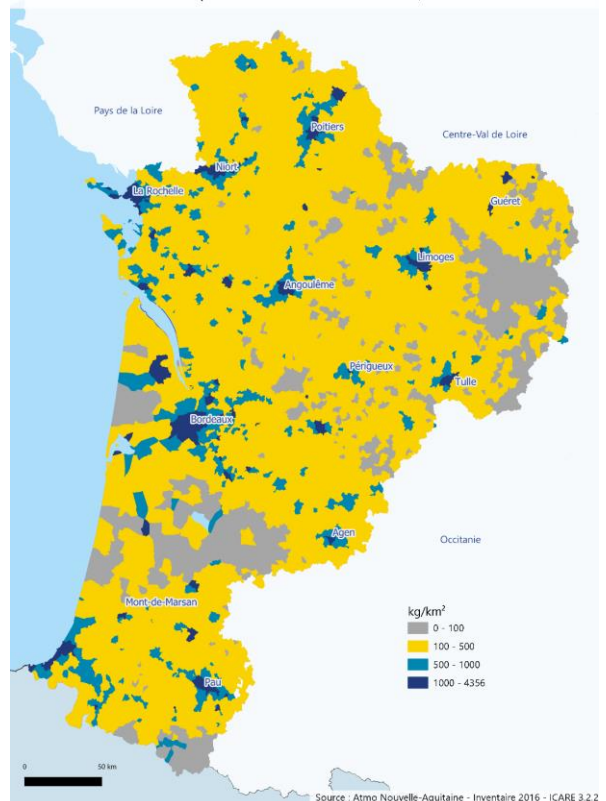 Pays de la Loire
Poitiers
Centre-Val de Loire
Niort
La Rochelle
Guéret
Limoges
Angoulême
Périgueux
Tulle
Bordeaux
Agen
Occitanie
Mont-de-Marsan
Pau
kg/km²
0 - 100
100 - 500
500 - 1000
1000 - 4356
0 50 km
Source : Atmo Nouvelle-Aquitaine - Inventaire 2016 - ICARE 3.2.2